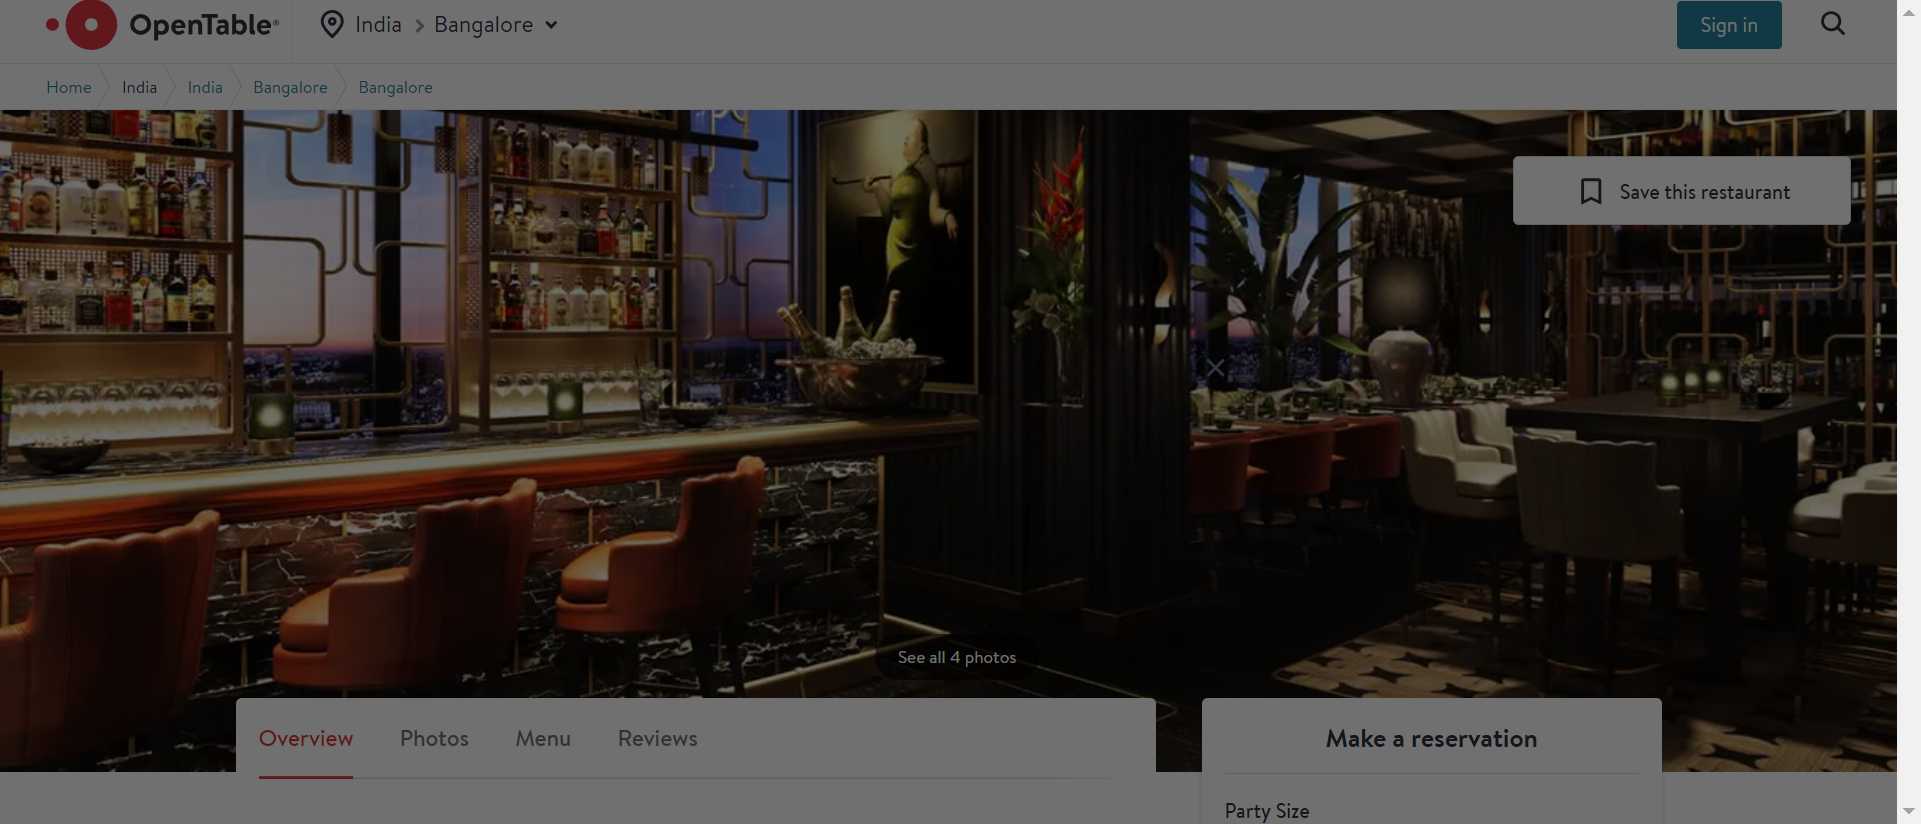 OpenTable®
India
Bangalore
Sign in
Home
India
India
Bangalore
Bangalore
Save this restaurant
See all 4 photos
Overview
Photos
Menu
Reviews
Make a reservation
Party Size